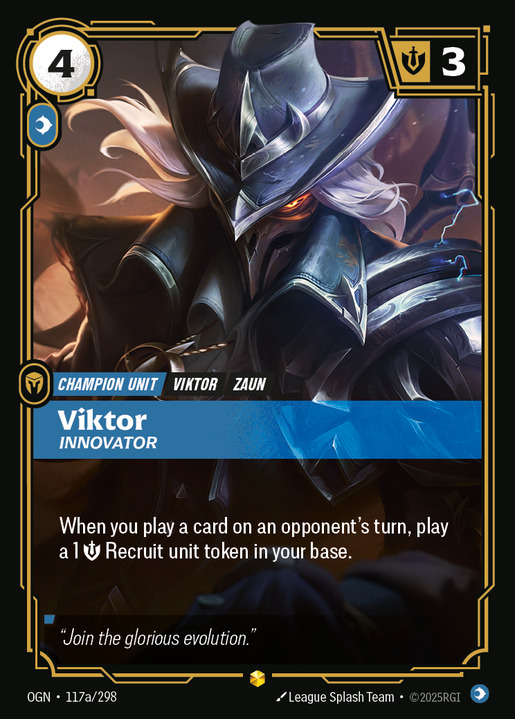 4
3
CHAMPION UNIT VIKTOR ZAUN
Viktor
INNOVATOR
When you play a card on an opponent's turn, play
a 1 Recruit unit token in your base.
"Join the glorious evolution."
OGN • 117a/298 League Splash Team • ©2025RGI